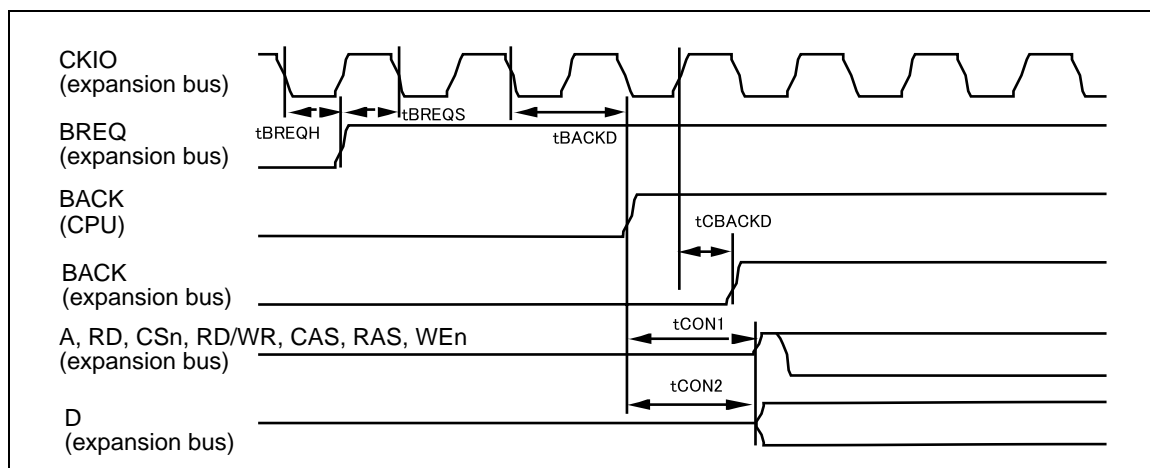 CKIO
(expansion bus)
tBREQH
tBREQS
tBACKD
BREQ
(expansion bus)
BACK
(CPU)
tCBACKD
BACK
(expansion bus)
tCON1
A, RD, CSn, RD/WR, CAS, RAS, WEn
(expansion bus)
tCON2
D
(expansion bus)